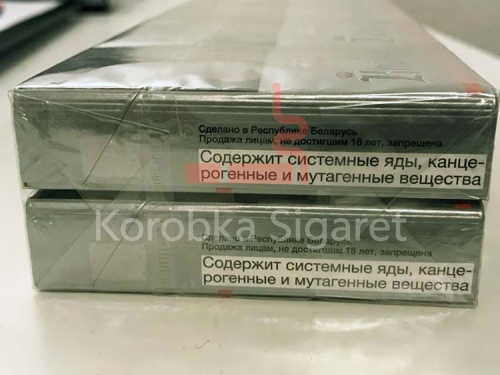 Сделано в Республике Беларусь
Продажа лицам, не достигшим 18 лет, запрещена
Содержит системные яды, канце-
рогенные и мутагенные вещества
Korobka Sigaret
Сделано в Республике Беларусь
Продажа лицам, не достигшим 18 лет, запрещена
Содержит системные яды, канце-
рогенные и мутагенные вещества